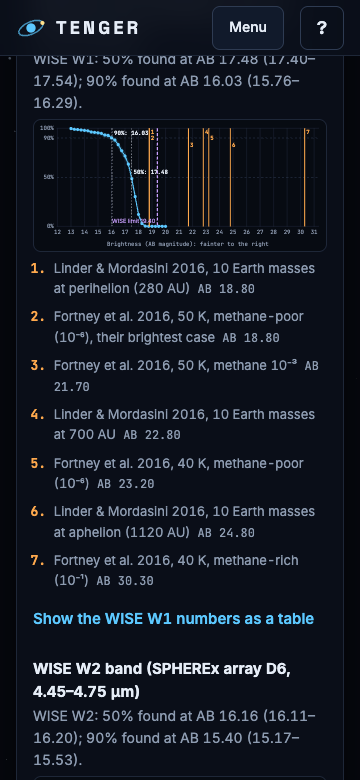 TENGER
Menu
?
WISE W1: 50% found at AB 17.48 (17.40–
17.54); 90% found at AB 16.03 (15.76–
16.29).
100%
90%
50%
0%
90%: 16.03
50%: 17.48
WISE limit 19.40
1
2
3
4
5
6
7
12 13 14 15 16 17 18 19 20 21 22 23 24 25 26 27 28 29 30 31
Brightness (AB magnitude): fainter to the right
1. Linder & Mordasini 2016, 10 Earth masses
at perihelion (280 AU) AB 18.80
2. Fortney et al. 2016, 50 K, methane-poor
(10⁻⁶), their brightest case AB 18.80
3. Fortney et al. 2016, 50 K, methane 10⁻³ AB
21.70
4. Linder & Mordasini 2016, 10 Earth masses
at 700 AU AB 22.80
5. Fortney et al. 2016, 40 K, methane-poor
(10⁻⁶) AB 23.20
6. Linder & Mordasini 2016, 10 Earth masses
at aphelion (1120 AU) AB 24.80
7. Fortney et al. 2016, 40 K, methane-rich
(10⁻¹) AB 30.30
Show the WISE W1 numbers as a table
WISE W2 band (SPHEREx array D6,
4.45–4.75 µm)
WISE W2: 50% found at AB 16.16 (16.11–
16.20); 90% found at AB 15.40 (15.17–
15.53).